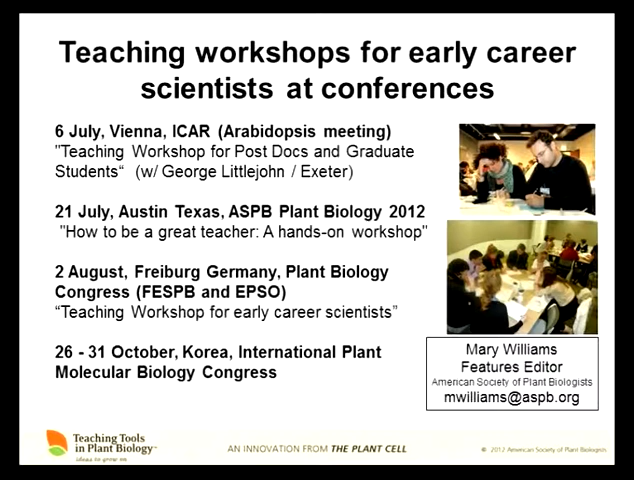 Teaching workshops for early career
scientists at conferences
6 July, Vienna, ICAR (Arabidopsis meeting)
"Teaching Workshop for Post Docs and Graduate
Students“ (w/ George Littlejohn / Exeter)
21 July, Austin Texas, ASPB Plant Biology 2012
"How to be a great teacher: A hands-on workshop"
2 August, Freiburg Germany, Plant Biology
Congress (FESPB and EPSO)
“Teaching Workshop for early career scientists”
26 - 31 October, Korea, International Plant
Molecular Biology Congress
Mary Williams
Features Editor
American Society of Plant Biologists
mwilliams@aspb.org
Teaching Tools
in Plant Biology™
ideas to grow on
AN INNOVATION FROM THE PLANT CELL
© 2012 American Society of Plant Biologists